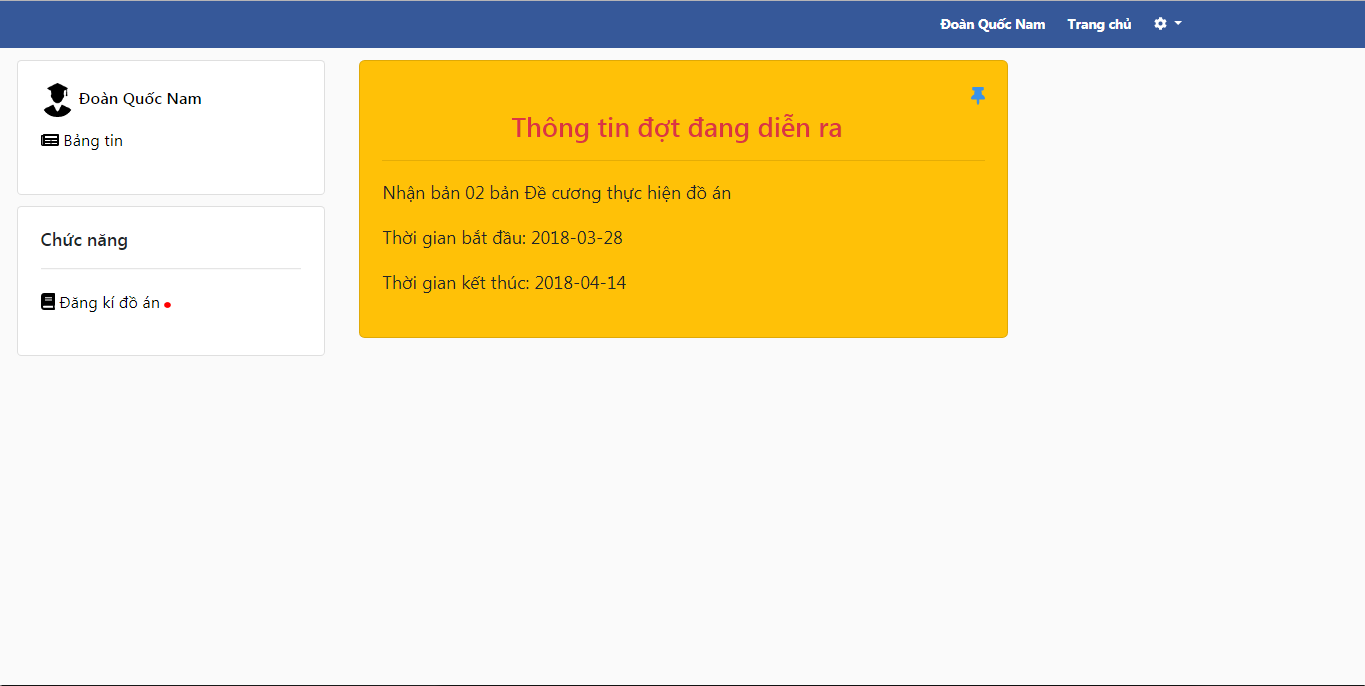 Đoàn Quốc Nam Trang chủ
Đoàn Quốc Nam
Bảng tin
Chức năng
Đăng kí đồ án
Thông tin đợt đang diễn ra
Nhận bản 02 bản Đề cương thực hiện đồ án
Thời gian bắt đầu: 2018-03-28
Thời gian kết thúc: 2018-04-14